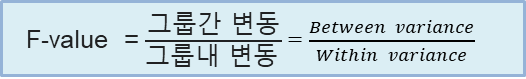 F-value = 그룹간 변동 / 그룹내 변동 = Between variance / Within variance